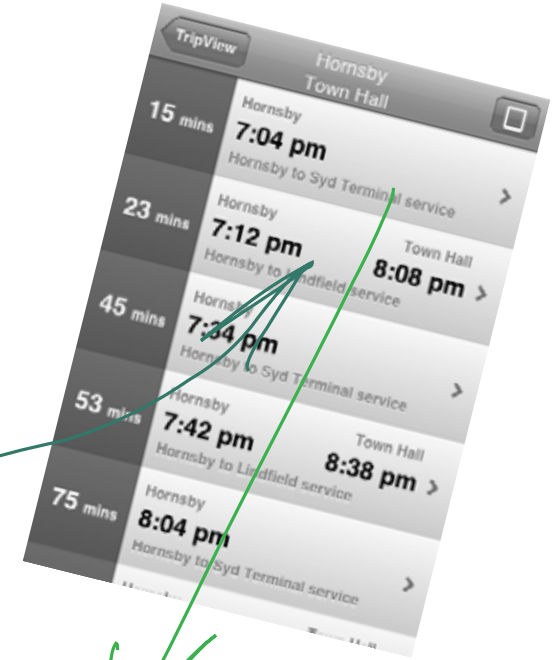 TripView
Hornsby
Town Hall
15 mins
Hornsby
7:04 pm
Hornsby to Syd Terminal service
23 mins
Hornsby
7:12 pm
Hornsby to Lindfield service
Town Hall
8:08 pm
45 mins
Hornsby
7:34 pm
Hornsby to Syd Terminal service
53 mins
Hornsby
7:42 pm
Hornsby to Lindfield service
Town Hall
8:38 pm
75 mins
Hornsby
8:04 pm
Hornsby to Syd Terminal service
Town Hall